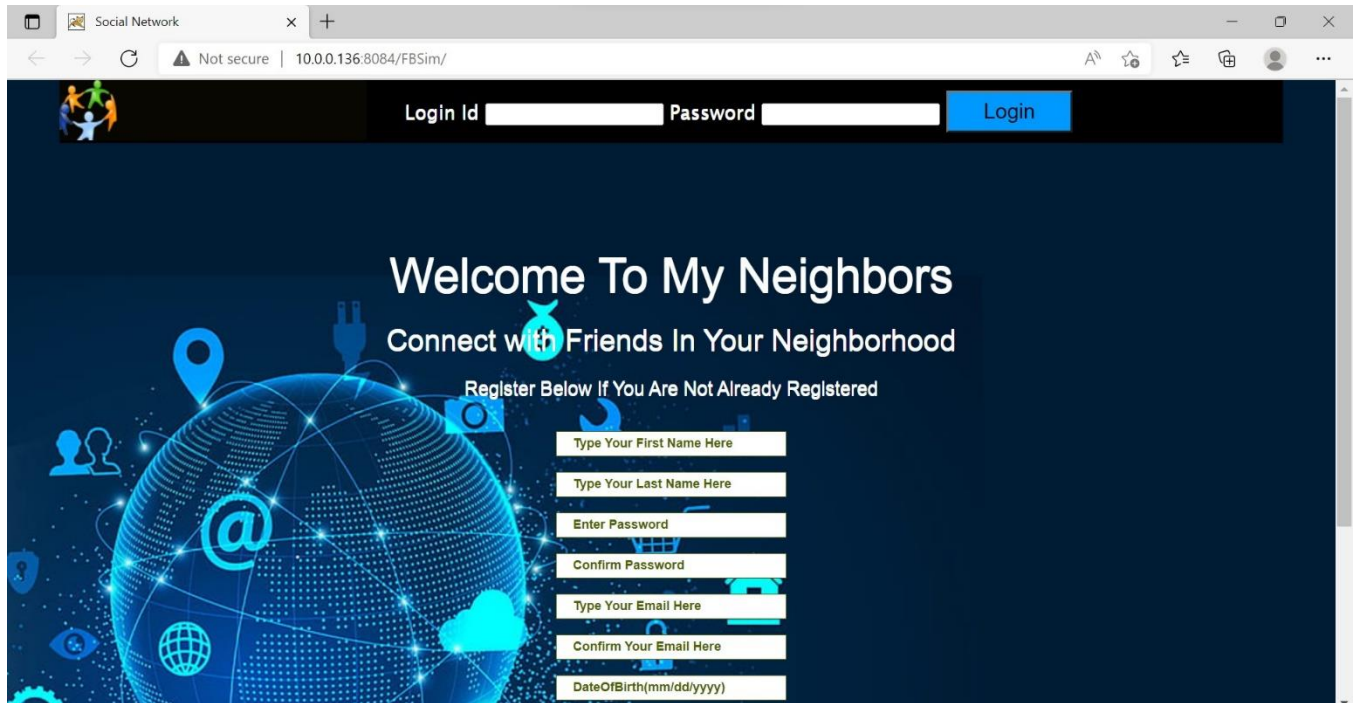 Social Network
Not secure | 10.0.0.136:8084/FBSim/
Login Id Password Login
Welcome To My Neighbors
Connect with Friends In Your Neighborhood
Register Below If You Are Not Already Registered
Type Your First Name Here
Type Your Last Name Here
Enter Password
Confirm Password
Type Your Email Here
Confirm Your Email Here
DateOfBirth(mm/dd/yyyy)